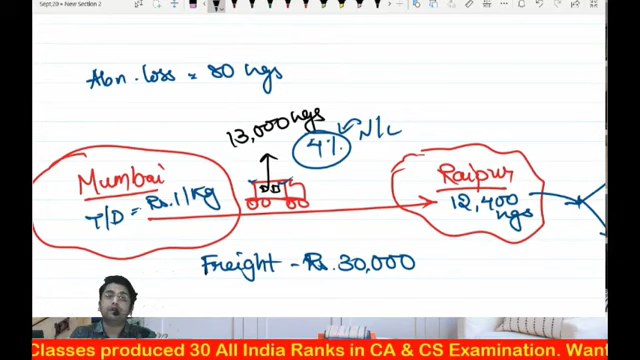 Sept.20 » New Section 2
Abn. loss = 80 kgs
13,000 kgs
4%
N/L
Mumbai
T/D = Rs.1/Kg
Raipur
12,400
kgs
Freight - Rs. 30,000
Classes produced 30 All India Ranks in CA & CS Examination. Want